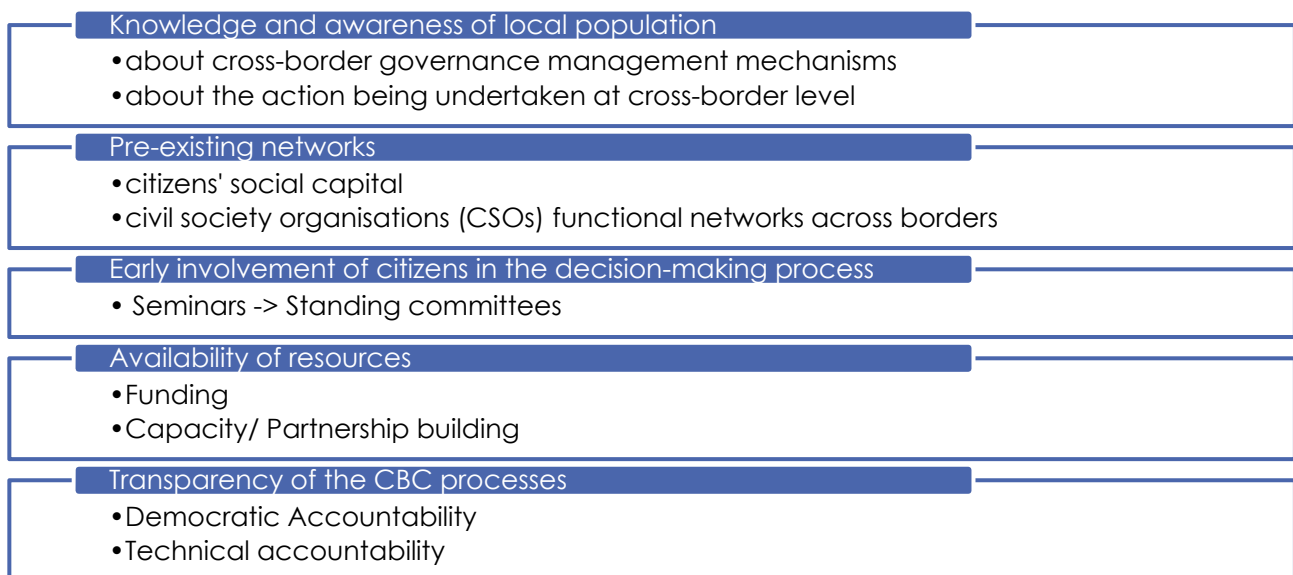 Knowledge and awareness of local population
•about cross-border governance management mechanisms
•about the action being undertaken at cross-border level
Pre-existing networks
•citizens' social capital
•civil society organisations (CSOs) functional networks across borders
Early involvement of citizens in the decision-making process
• Seminars -> Standing committees
Availability of resources
•Funding
•Capacity/ Partnership building
Transparency of the CBC processes
•Democratic Accountability
•Technical accountability